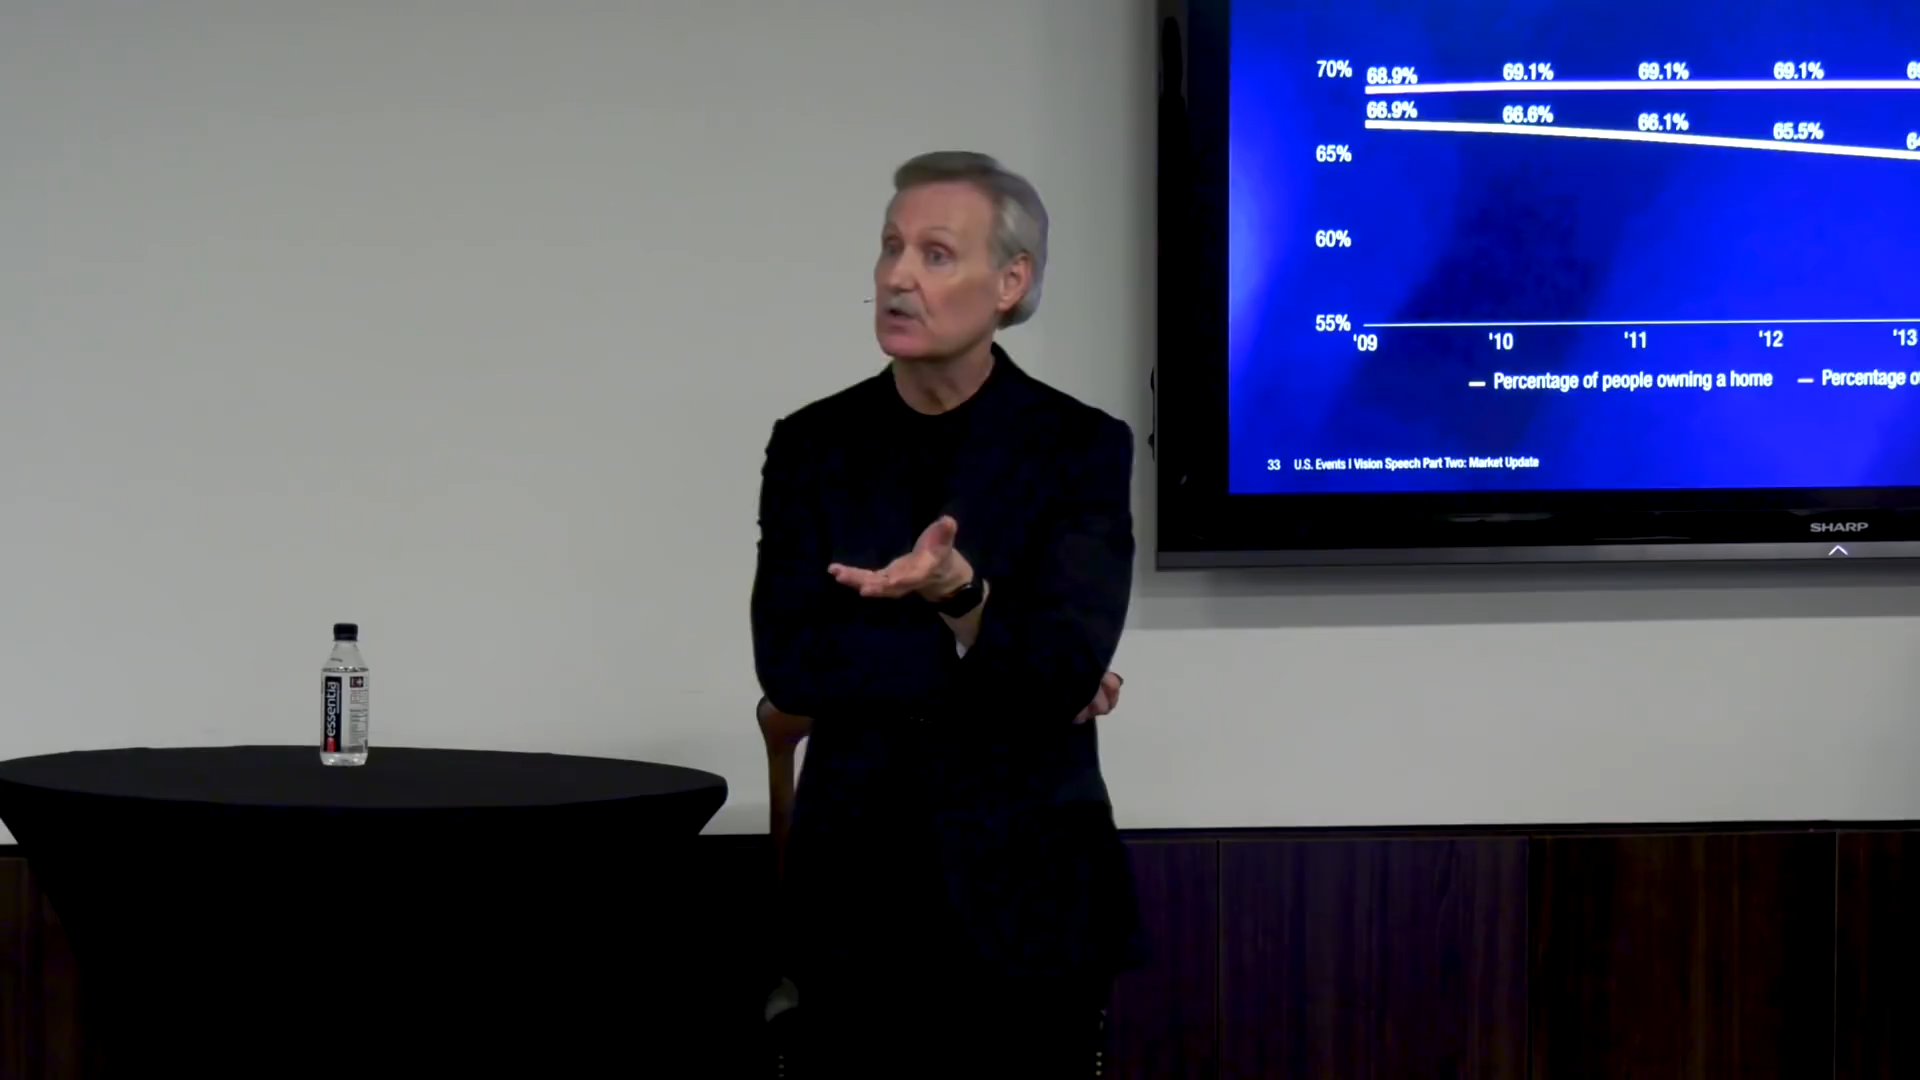 70% 68.9% 69.1% 69.1% 69.1%
66.9% 66.6% 66.1% 65.5%
65%
60%
55%
'09 '10 '11 '12 '13
Percentage of people owning a home Percentage
33 U.S. Events | Vision Speech Part Two: Market Update
SHARP
essentia